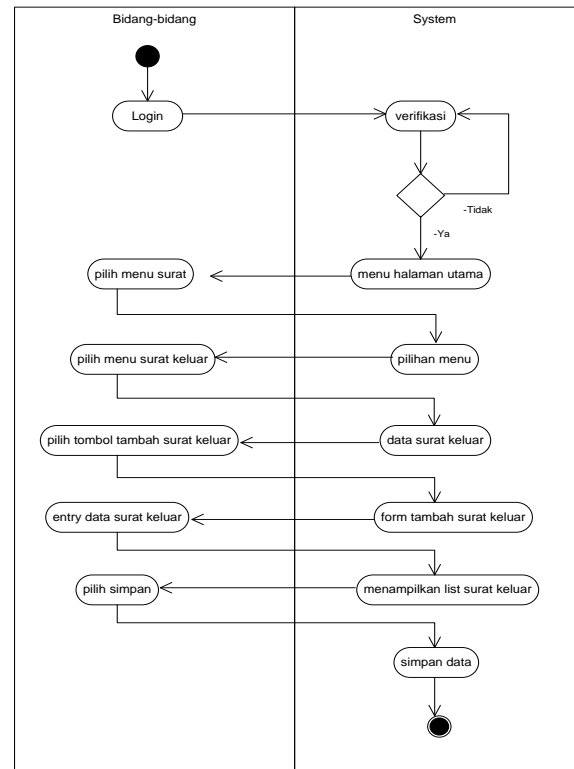 Bidang-bidang
System
Login
verifikasi
-Tidak
-Ya
pilih menu surat
menu halaman utama
pilih menu surat keluar
pilihan menu
pilih tombol tambah surat keluar
data surat keluar
entry data surat keluar
form tambah surat keluar
pilih simpan
menampilkan list surat keluar
simpan data